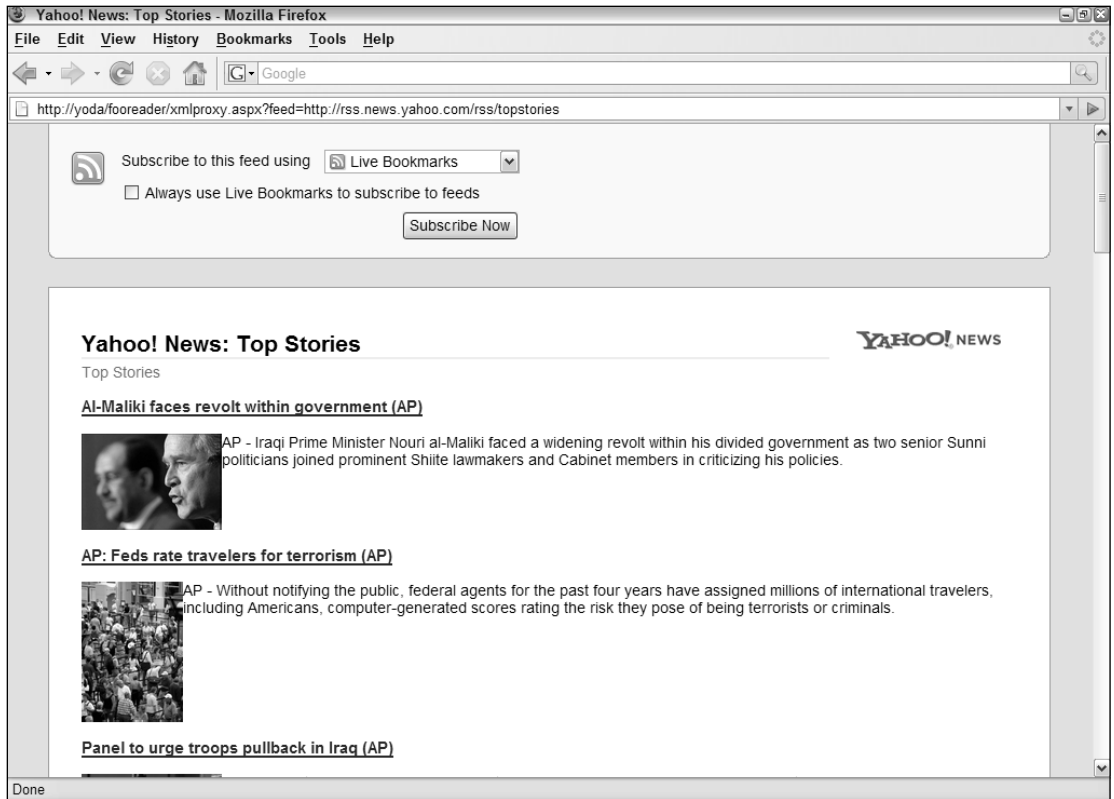 Yahoo! News: Top Stories - Mozilla Firefox
File Edit View History Bookmarks Tools Help
G Google
http://yoda/fooreader/xmlproxy.aspx?feed=http://rss.news.yahoo.com/rss/topstories
Subscribe to this feed using Live Bookmarks
Always use Live Bookmarks to subscribe to feeds
Subscribe Now
Yahoo! News: Top Stories
YAHOO! NEWS
Top Stories
Al-Maliki faces revolt within government (AP)
AP - Iraqi Prime Minister Nouri al-Maliki faced a widening revolt within his divided government as two senior Sunni
politicians joined prominent Shiite lawmakers and Cabinet members in criticizing his policies.
AP: Feds rate travelers for terrorism (AP)
AP - Without notifying the public, federal agents for the past four years have assigned millions of international travelers,
including Americans, computer-generated scores rating the risk they pose of being terrorists or criminals.
Panel to urge troops pullback in Iraq (AP)
Done